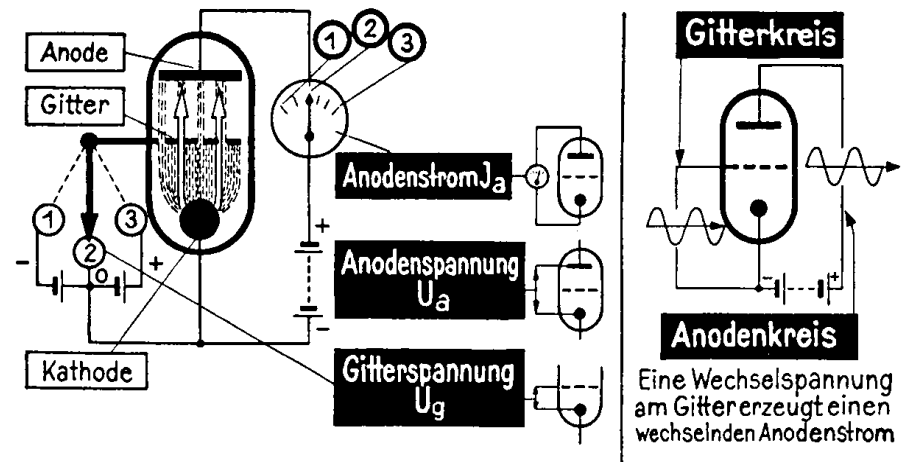 Anode
Gitter
Kathode
1
2
3
1
2
3
-
0
+
+
-
Anodenstrom Ja
Anodenspannung
Ua
Gitterspannung
Ug
Gitterkreis
-
+
Anodenkreis
Eine Wechselspannung
am Gitter erzeugt einen
wechselnden Anodenstrom